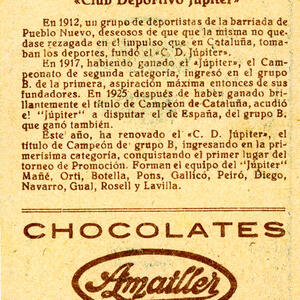 «Club Deportivo Júpiter»
En 1912, un grupo de deportistas de la barriada de
Pueblo Nuevo, deseosos de que la misma no que-
dase rezagada en el impulso que en Cataluña, toma-
ban los deportes, fundó el «C. D. Júpiter».
En 1917, habiendo ganado el «júpiter», el Cam-
peonato de segunda categoría, ingresó en el grupo
B. de la primera, aspiración máxima entonces de sus
fundadores. En 1925 después de haber ganado bri-
llantemente el título de Campeón de Cataluña, acudió
el "júpiter" a disputar el de España, del grupo B.
que ganó también.
Este año, ha renovado el «C. D. Júpiter», el
título de Campeón de grupo B, ingresando en la pri-
merísima categoría, conquistando el primer lugar del
torneo de Promoción. Forman el equipo del "Júpiter"
Mañé, Orti, Botella, Pons, Gallicó, Peiró, Diego,
Navarro, Gual, Rosell y Lavilla.
CHOCOLATES
Amatller